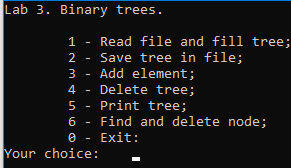 Lab 3. Binary trees.
1 - Read file and fill tree;
2 - Save tree in file;
3 - Add element;
4 - Delete tree;
5 - Print tree;
6 - Find and delete node;
0 - Exit:
Your choice: